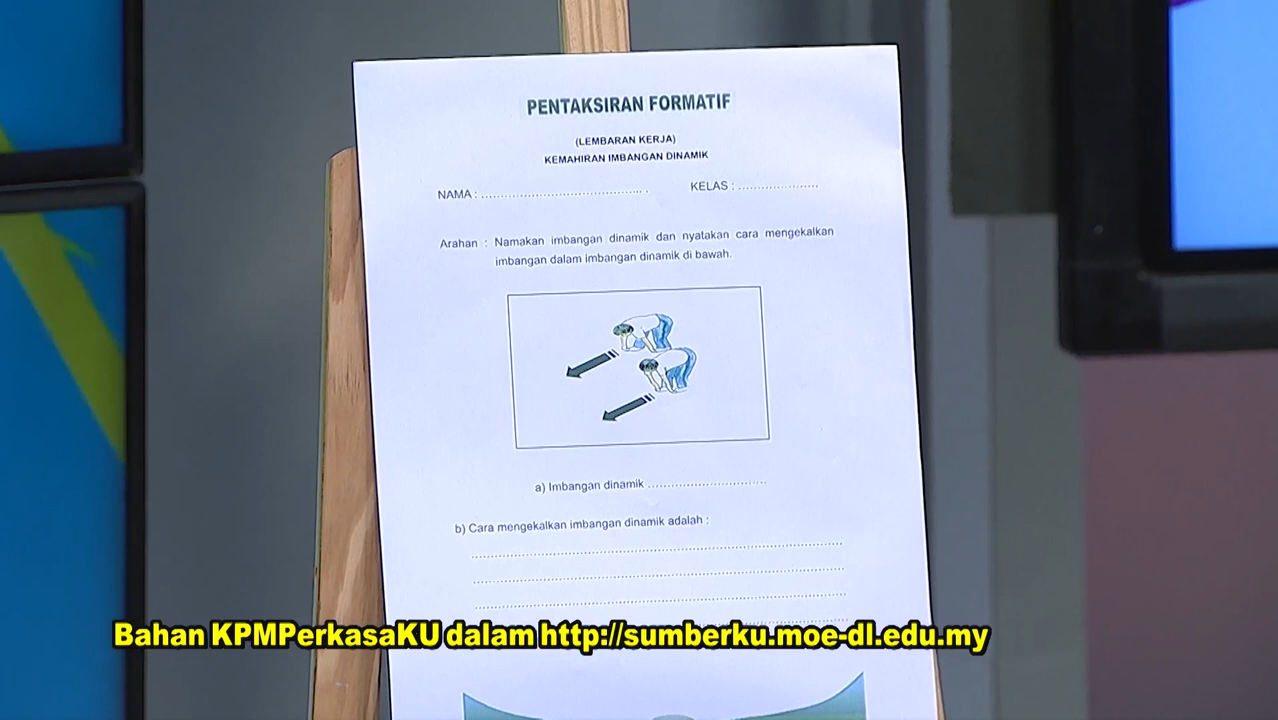 PENTAKSIRAN FORMATIF
(LEMBARAN KERJA)
KEMAHIRAN IMBANGAN DINAMIK
NAMA : ........................................... . KELAS : .....................
Arahan : Namakan imbangan dinamik dan nyatakan cara mengekalkan
imbangan dalam imbangan dinamik di bawah.
a) Imbangan dinamik ..............................
b) Cara mengekalkan imbangan dinamik adalah :
Bahan KPMPerkasaKU dalam http://sumberku.moe-dl.edu.my